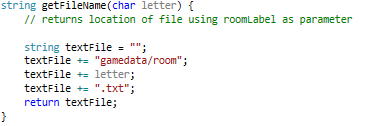 string getFileName(char letter) {
// returns location of file using roomLabel as parameter
string textFile = "";
textFile += "gamedata/room";
textFile += letter;
textFile += ".txt";
return textFile;
}